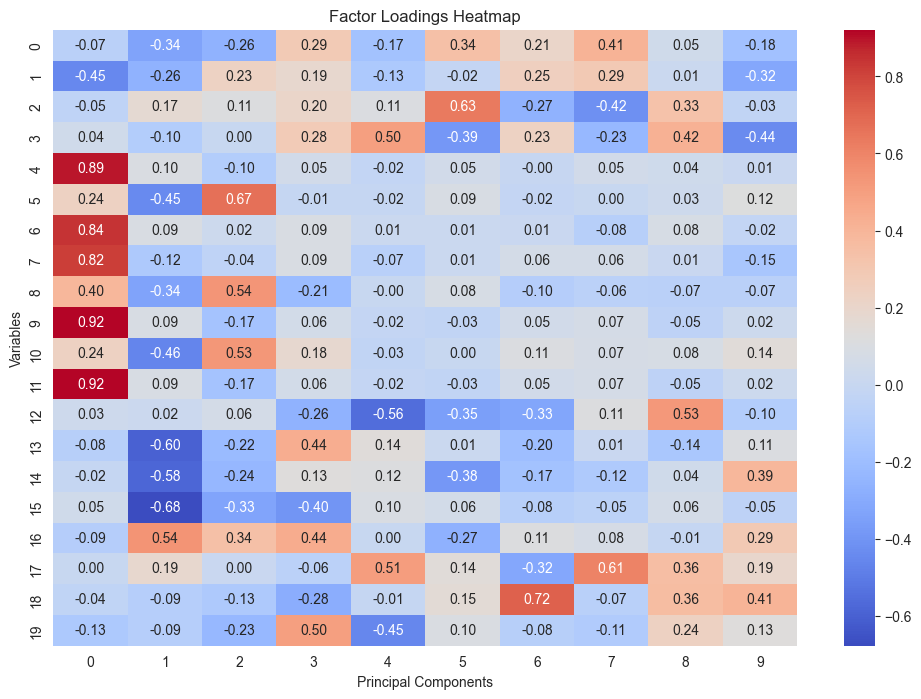 Factor Loadings Heatmap
0 -0.07 -0.34 -0.26 0.29 -0.17 0.34 0.21 0.41 0.05 -0.18
1 -0.45 -0.26 0.23 0.19 -0.13 -0.02 0.25 0.29 0.01 -0.32
2 -0.05 0.17 0.11 0.20 0.11 0.63 -0.27 -0.42 0.33 -0.03
3 0.04 -0.10 0.00 0.28 0.50 -0.39 0.23 -0.23 0.42 -0.44
4 0.89 0.10 -0.10 0.05 -0.02 0.05 -0.00 0.05 0.04 0.01
5 0.24 -0.45 0.67 -0.01 -0.02 0.09 -0.02 0.00 0.03 0.12
6 0.84 0.09 0.02 0.09 0.01 0.01 0.01 -0.08 0.08 -0.02
7 0.82 -0.12 -0.04 0.09 -0.07 0.01 0.06 0.06 0.01 -0.15
8 0.40 -0.34 0.54 -0.21 -0.00 0.08 -0.10 -0.06 -0.07 -0.07
9 0.92 0.09 -0.17 0.06 -0.02 -0.03 0.05 0.07 -0.05 0.02
10 0.24 -0.46 0.53 0.18 -0.03 0.00 0.11 0.07 0.08 0.14
11 0.92 0.09 -0.17 0.06 -0.02 -0.03 0.05 0.07 -0.05 0.02
12 0.03 0.02 0.06 -0.26 -0.56 -0.35 -0.33 0.11 0.53 -0.10
13 -0.08 -0.60 -0.22 0.44 0.14 0.01 -0.20 0.01 -0.14 0.11
14 -0.02 -0.58 -0.24 0.13 0.12 -0.38 -0.17 -0.12 0.04 0.39
15 0.05 -0.68 -0.33 -0.40 0.10 0.06 -0.08 -0.05 0.06 -0.05
16 -0.09 0.54 0.34 0.44 0.00 -0.27 0.11 0.08 -0.01 0.29
17 0.00 0.19 0.00 -0.06 0.51 0.14 -0.32 0.61 0.36 0.19
18 -0.04 -0.09 -0.13 -0.28 -0.01 0.15 0.72 -0.07 0.36 0.41
19 -0.13 -0.09 -0.23 0.50 -0.45 0.10 -0.08 -0.11 0.24 0.13
0 1 2 3 4 5 6 7 8 9
Principal Components
Variables
0.8
0.6
0.4
0.2
0.0
-0.2
-0.4
-0.6